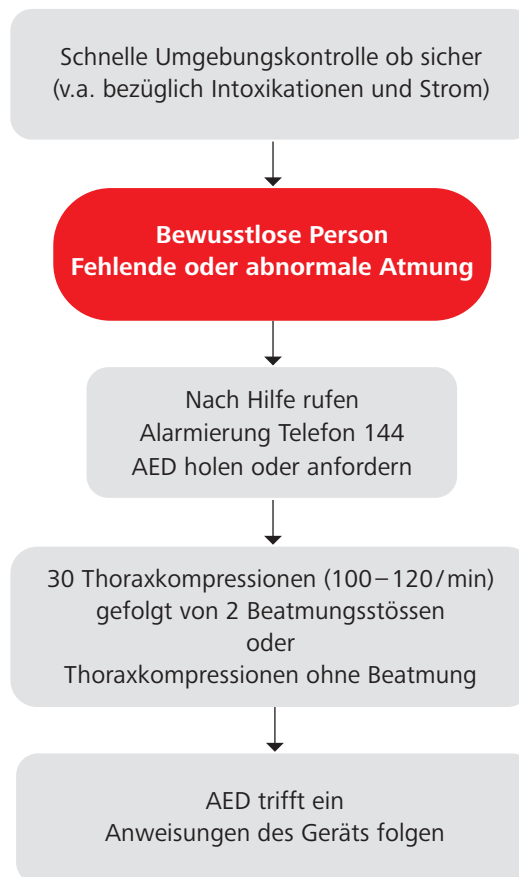 Schnelle Umgebungskontrolle ob sicher
(v.a. bezüglich Intoxikationen und Strom)
Bewusstlose Person
Fehlende oder abnormale Atmung
Nach Hilfe rufen
Alarmierung Telefon 144
AED holen oder anfordern
30 Thoraxkompressionen (100–120/min)
gefolgt von 2 Beatmungsstössen
oder
Thoraxkompressionen ohne Beatmung
AED trifft ein
Anweisungen des Geräts folgen